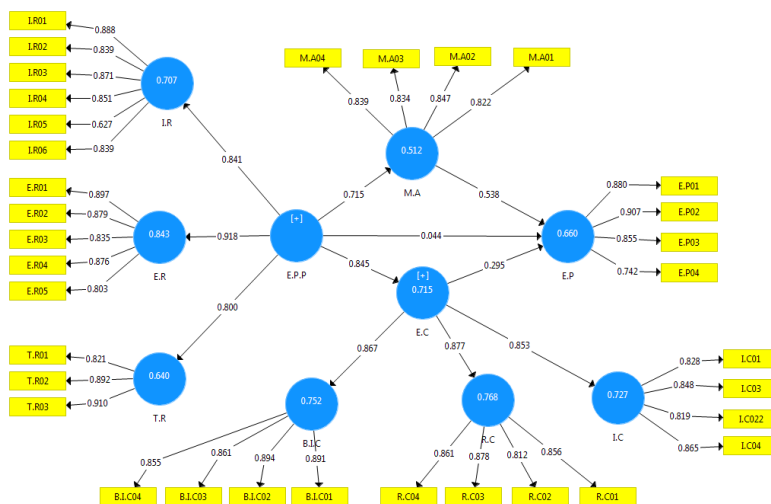 I.R01
I.R02
I.R03
I.R04
I.R05
I.R06
0.888
0.839
0.871
0.851
0.627
0.839
0.707
I.R
M.A04
M.A03
M.A02
M.A01
0.839
0.834
0.847
0.822
0.512
M.A
0.841
0.715
0.538
E.R01
E.R02
E.R03
E.R04
E.R05
0.897
0.879
0.835
0.876
0.803
0.843
E.R
0.918
[+]
E.P.P
0.044
0.845
0.295
0.660
E.P
0.880
0.907
0.855
0.742
E.P01
E.P02
E.P03
E.P04
0.800
[+]
0.715
E.C
T.R01
T.R02
T.R03
0.821
0.892
0.910
0.640
T.R
0.867
0.877
0.853
0.752
B.I.C
0.768
R.C
0.727
I.C
0.828
0.848
0.819
0.865
I.C01
I.C03
I.C022
I.C04
0.855
0.861
0.894
0.891
0.861
0.878
0.812
0.856
B.I.C04
B.I.C03
B.I.C02
B.I.C01
R.C04
R.C03
R.C02
R.C01